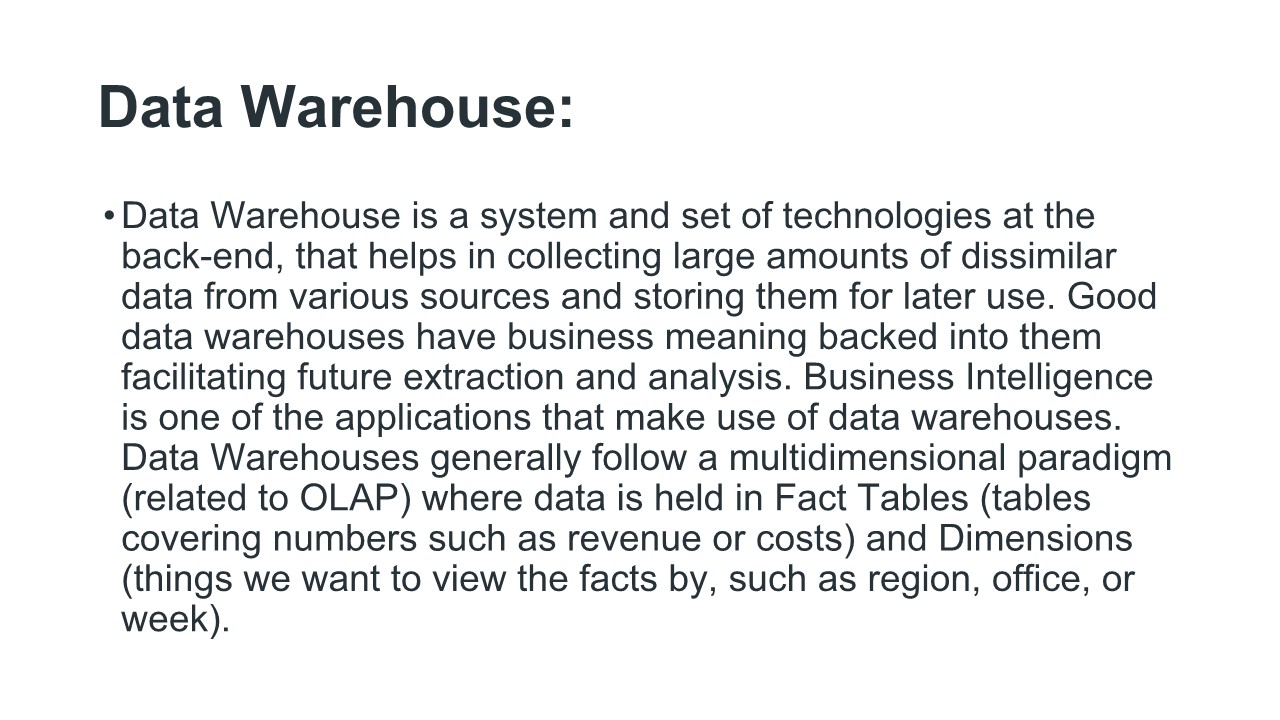 Data Warehouse:
•Data Warehouse is a system and set of technologies at the
back-end, that helps in collecting large amounts of dissimilar
data from various sources and storing them for later use. Good
data warehouses have business meaning backed into them
facilitating future extraction and analysis. Business Intelligence
is one of the applications that make use of data warehouses.
Data Warehouses generally follow a multidimensional paradigm
(related to OLAP) where data is held in Fact Tables (tables
covering numbers such as revenue or costs) and Dimensions
(things we want to view the facts by, such as region, office, or
week).